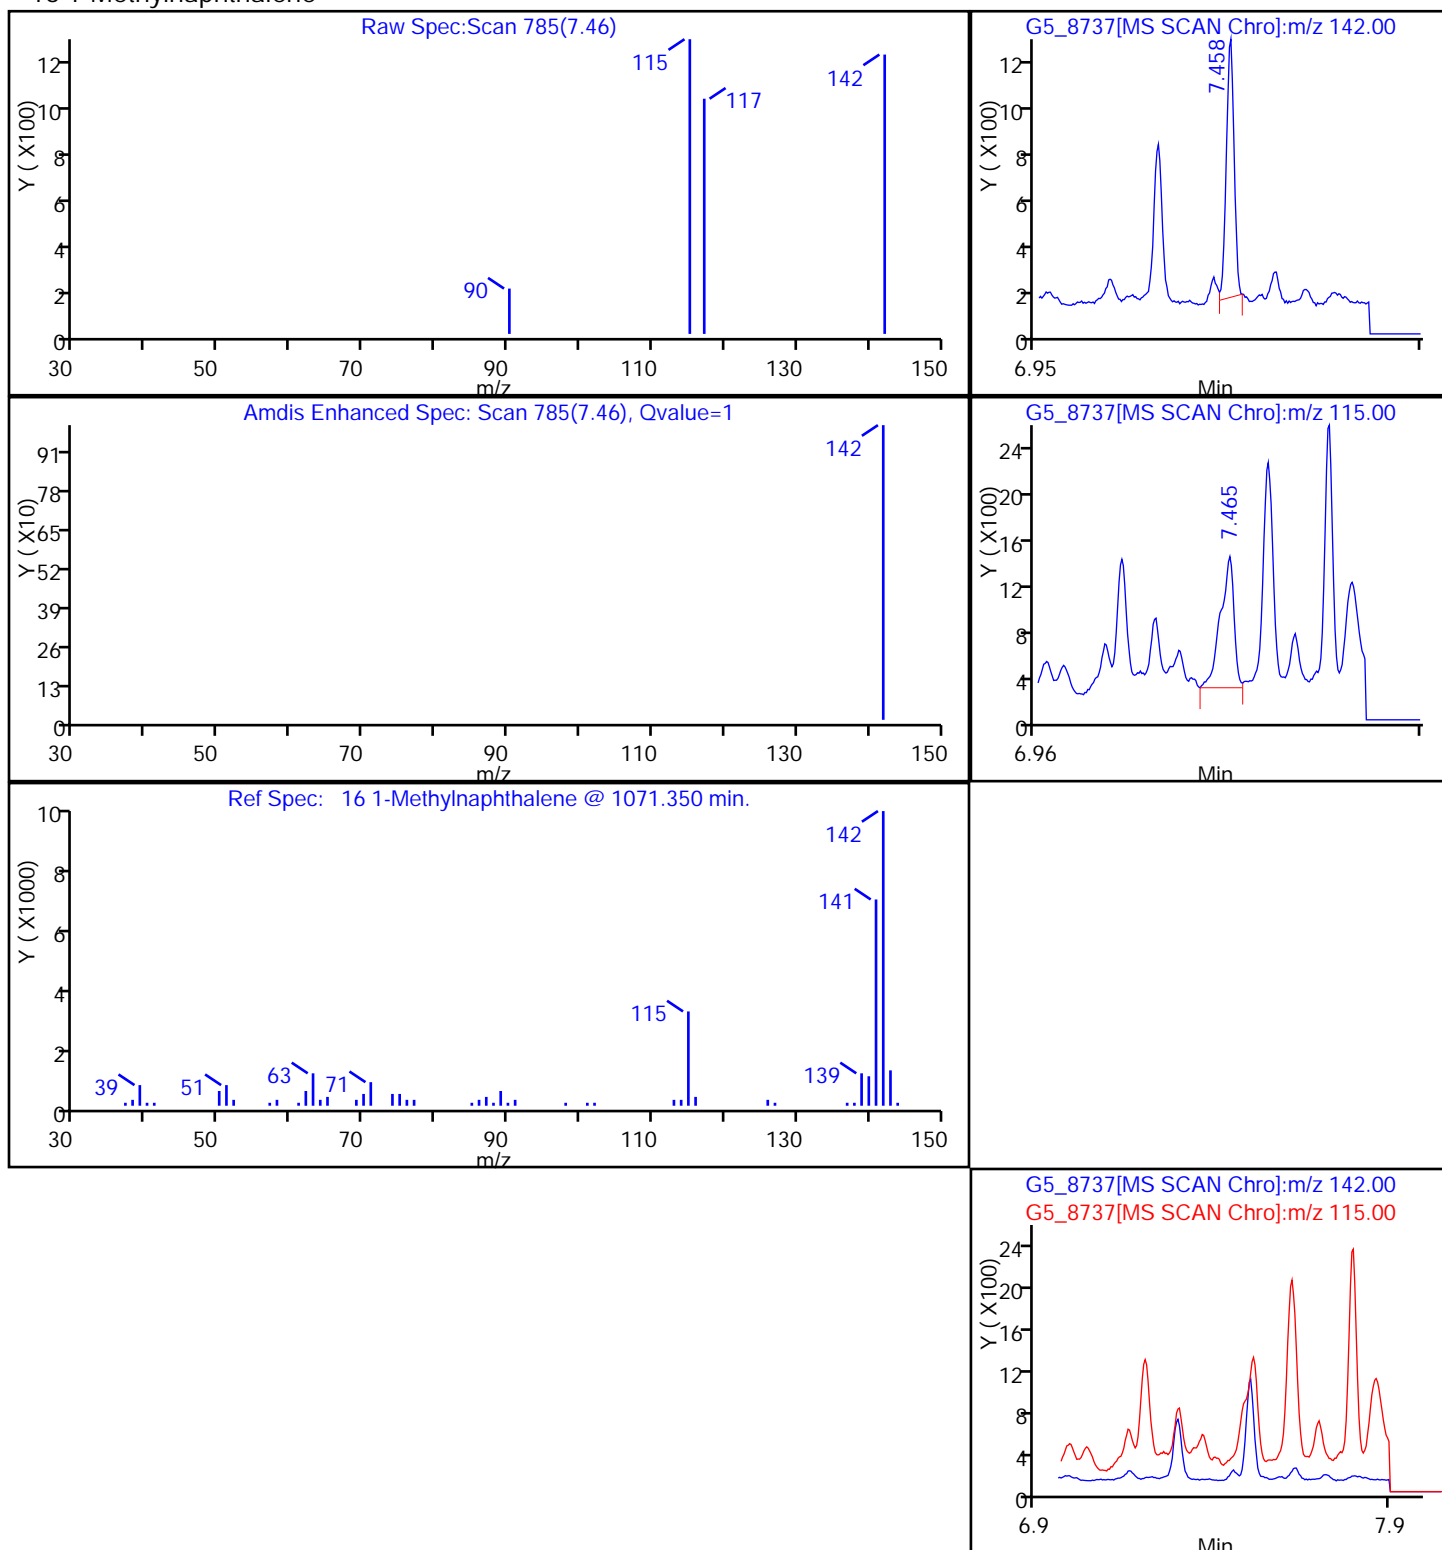 16 1-Methylnaphthalene
Raw Spec:Scan 785(7.46)
Y ( X100)
12
10
8
6
4
2
0
115
117
142
90
30 50 70 90 110 130 150
m/z
G5_8737[MS SCAN Chro]:m/z 142.00
Y ( X100)
12
10
8
6
4
2
0
7.458
6.95
Min
Amdis Enhanced Spec: Scan 785(7.46), Qvalue=1
Y ( X10)
91
78
65
52
39
26
13
0
142
30 50 70 90 110 130 150
m/z
G5_8737[MS SCAN Chro]:m/z 115.00
Y ( X100)
24
20
16
12
8
4
0
7.465
6.96
Min
Ref Spec: 16 1-Methylnaphthalene @ 1071.350 min.
Y ( X1000)
10
8
6
4
2
0
142
141
115
139
39
51
63
71
30 50 70 90 110 130 150
m/z
G5_8737[MS SCAN Chro]:m/z 142.00
G5_8737[MS SCAN Chro]:m/z 115.00
Y ( X100)
24
20
16
12
8
4
0
6.9 7.9
Min